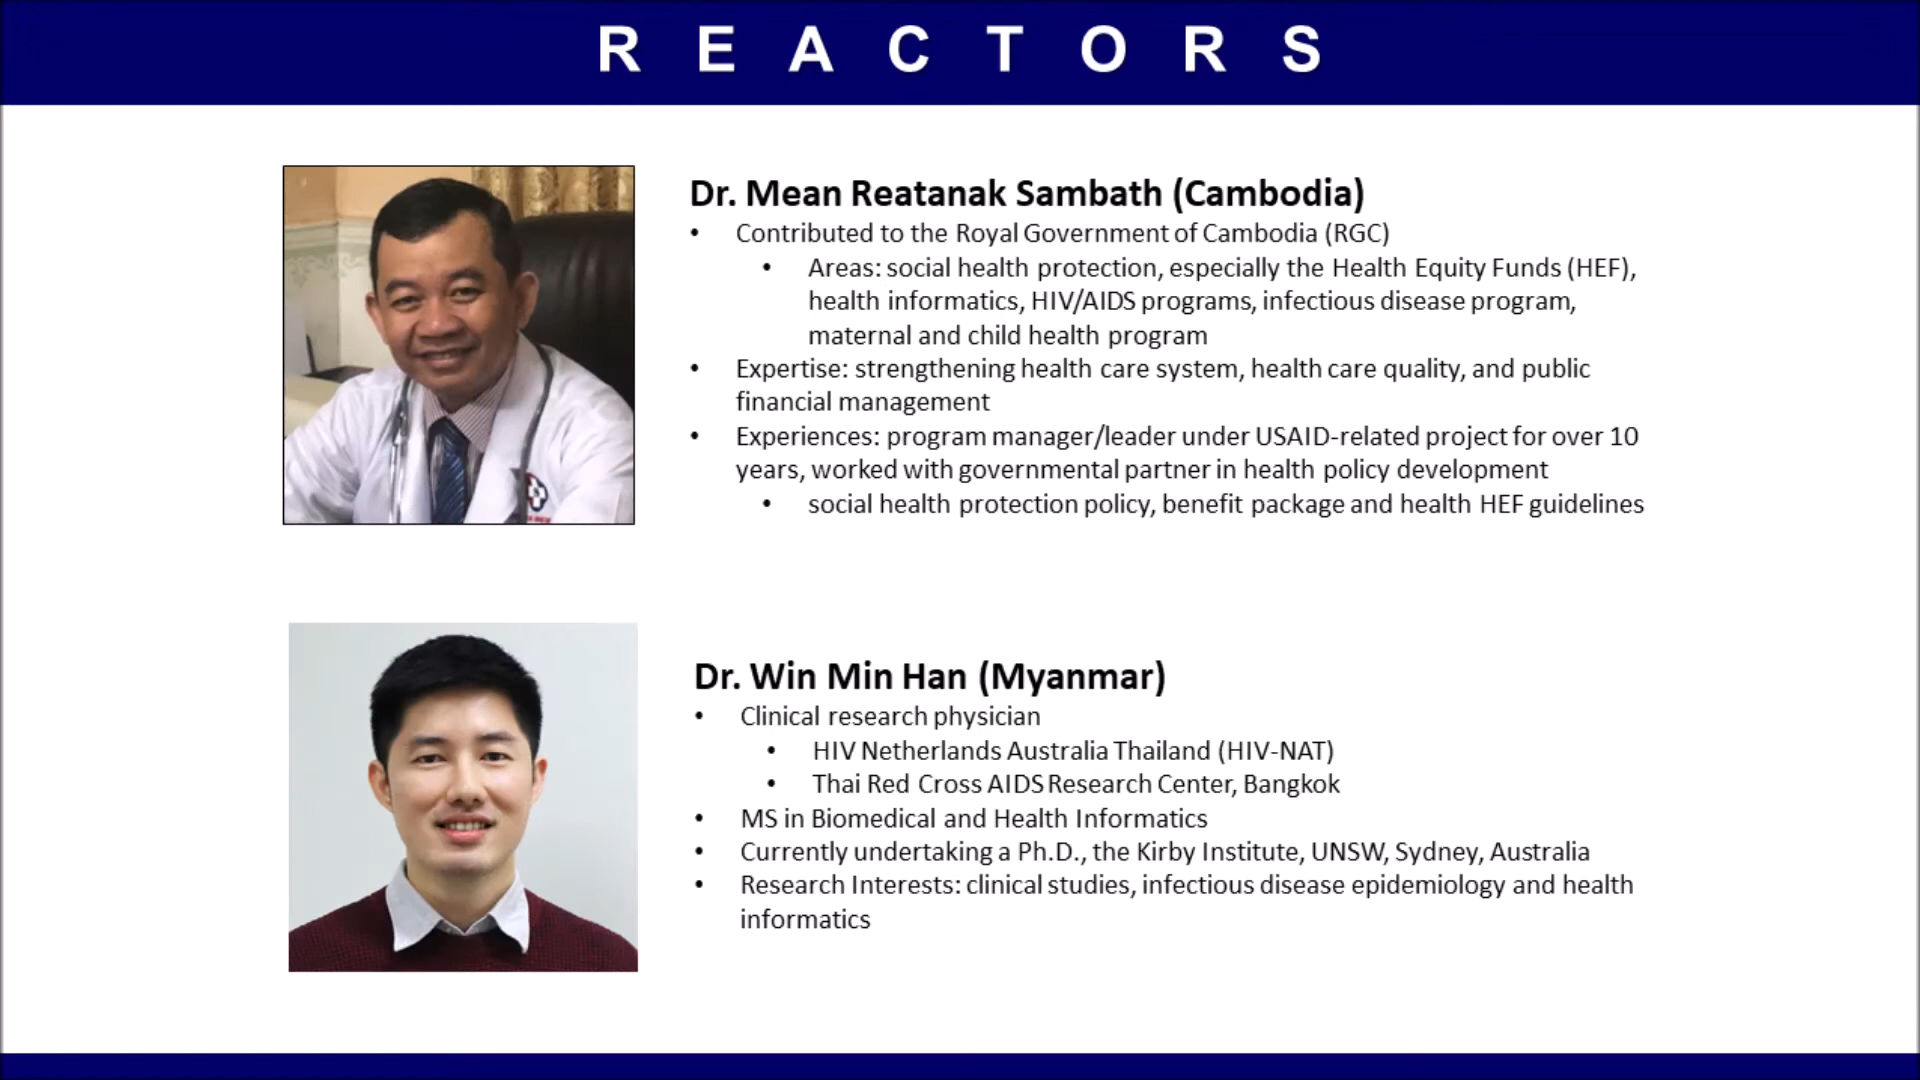 R E A C T O R S
Dr. Mean Reatanak Sambath (Cambodia)
• Contributed to the Royal Government of Cambodia (RGC)
• Areas: social health protection, especially the Health Equity Funds (HEF),
health informatics, HIV/AIDS programs, infectious disease program,
maternal and child health program
• Expertise: strengthening health care system, health care quality, and public
financial management
• Experiences: program manager/leader under USAID-related project for over 10
years, worked with governmental partner in health policy development
• social health protection policy, benefit package and health HEF guidelines
Dr. Win Min Han (Myanmar)
• Clinical research physician
• HIV Netherlands Australia Thailand (HIV-NAT)
• Thai Red Cross AIDS Research Center, Bangkok
• MS in Biomedical and Health Informatics
• Currently undertaking a Ph.D., the Kirby Institute, UNSW, Sydney, Australia
• Research Interests: clinical studies, infectious disease epidemiology and health
informatics